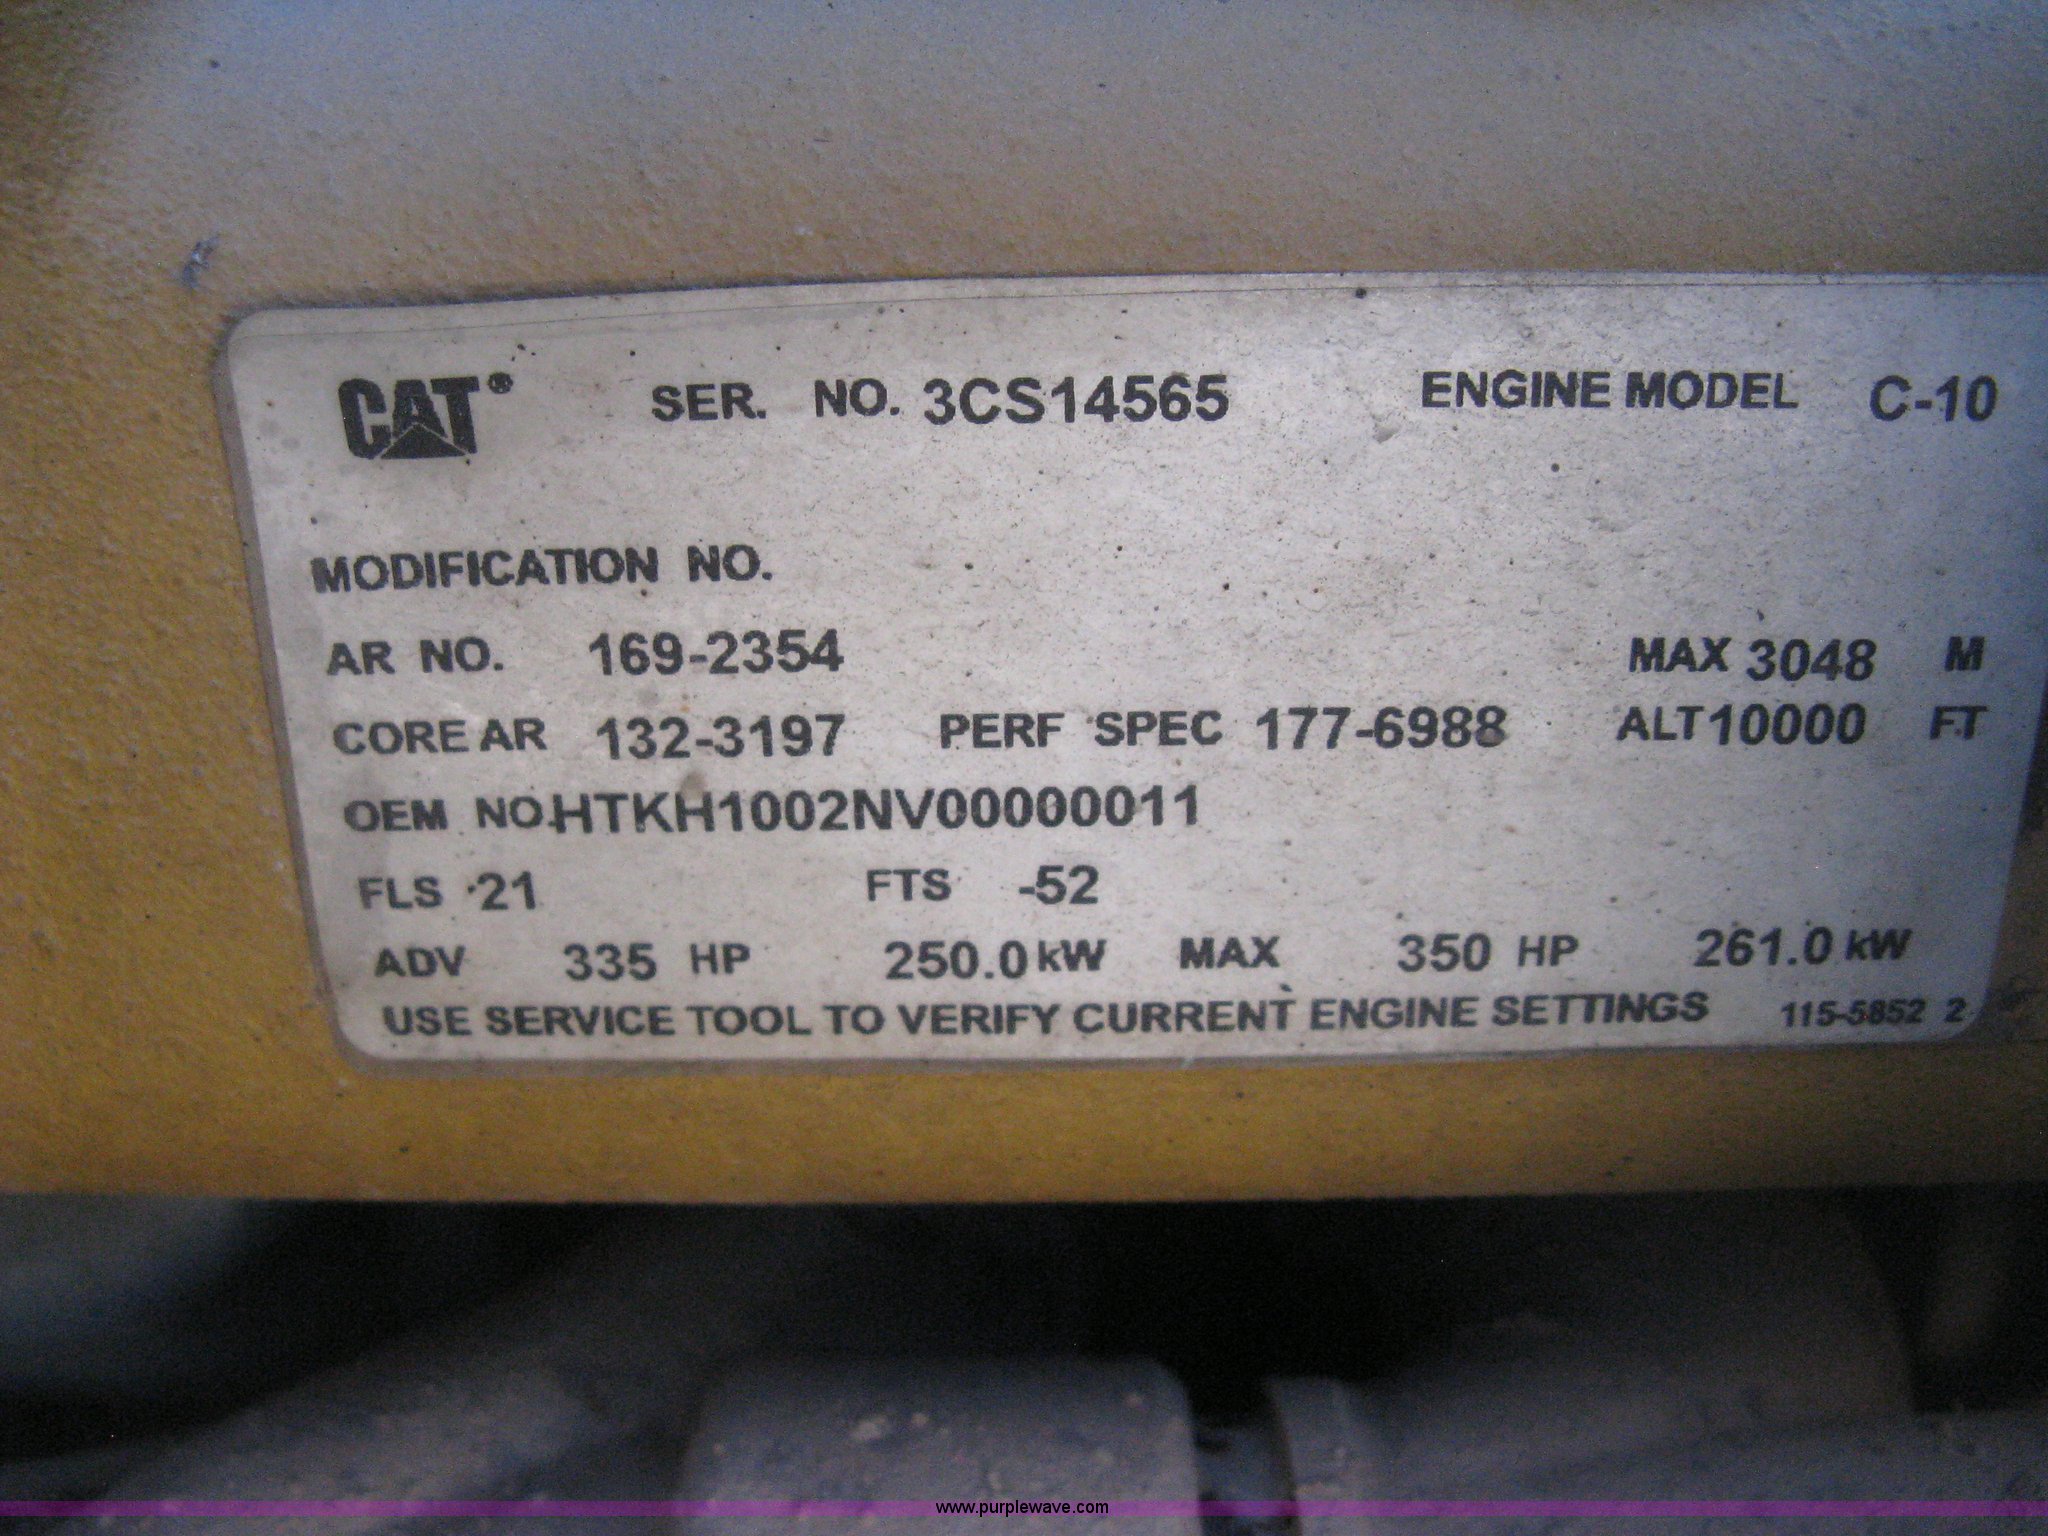 CAT® SER. NO. 3CS14565 ENGINE MODEL C-10
MODIFICATION NO.
AR NO. 169-2354 MAX 3048 M
CORE AR 132-3197 PERF SPEC 177-6988 ALT 10000 FT
OEM NO. HTKH1002NV00000011
FLS 21 FTS -52
ADV 335 HP 250.0 kW MAX 350 HP 261.0 kW
USE SERVICE TOOL TO VERIFY CURRENT ENGINE SETTINGS 115-5852 2
www.purplewave.com